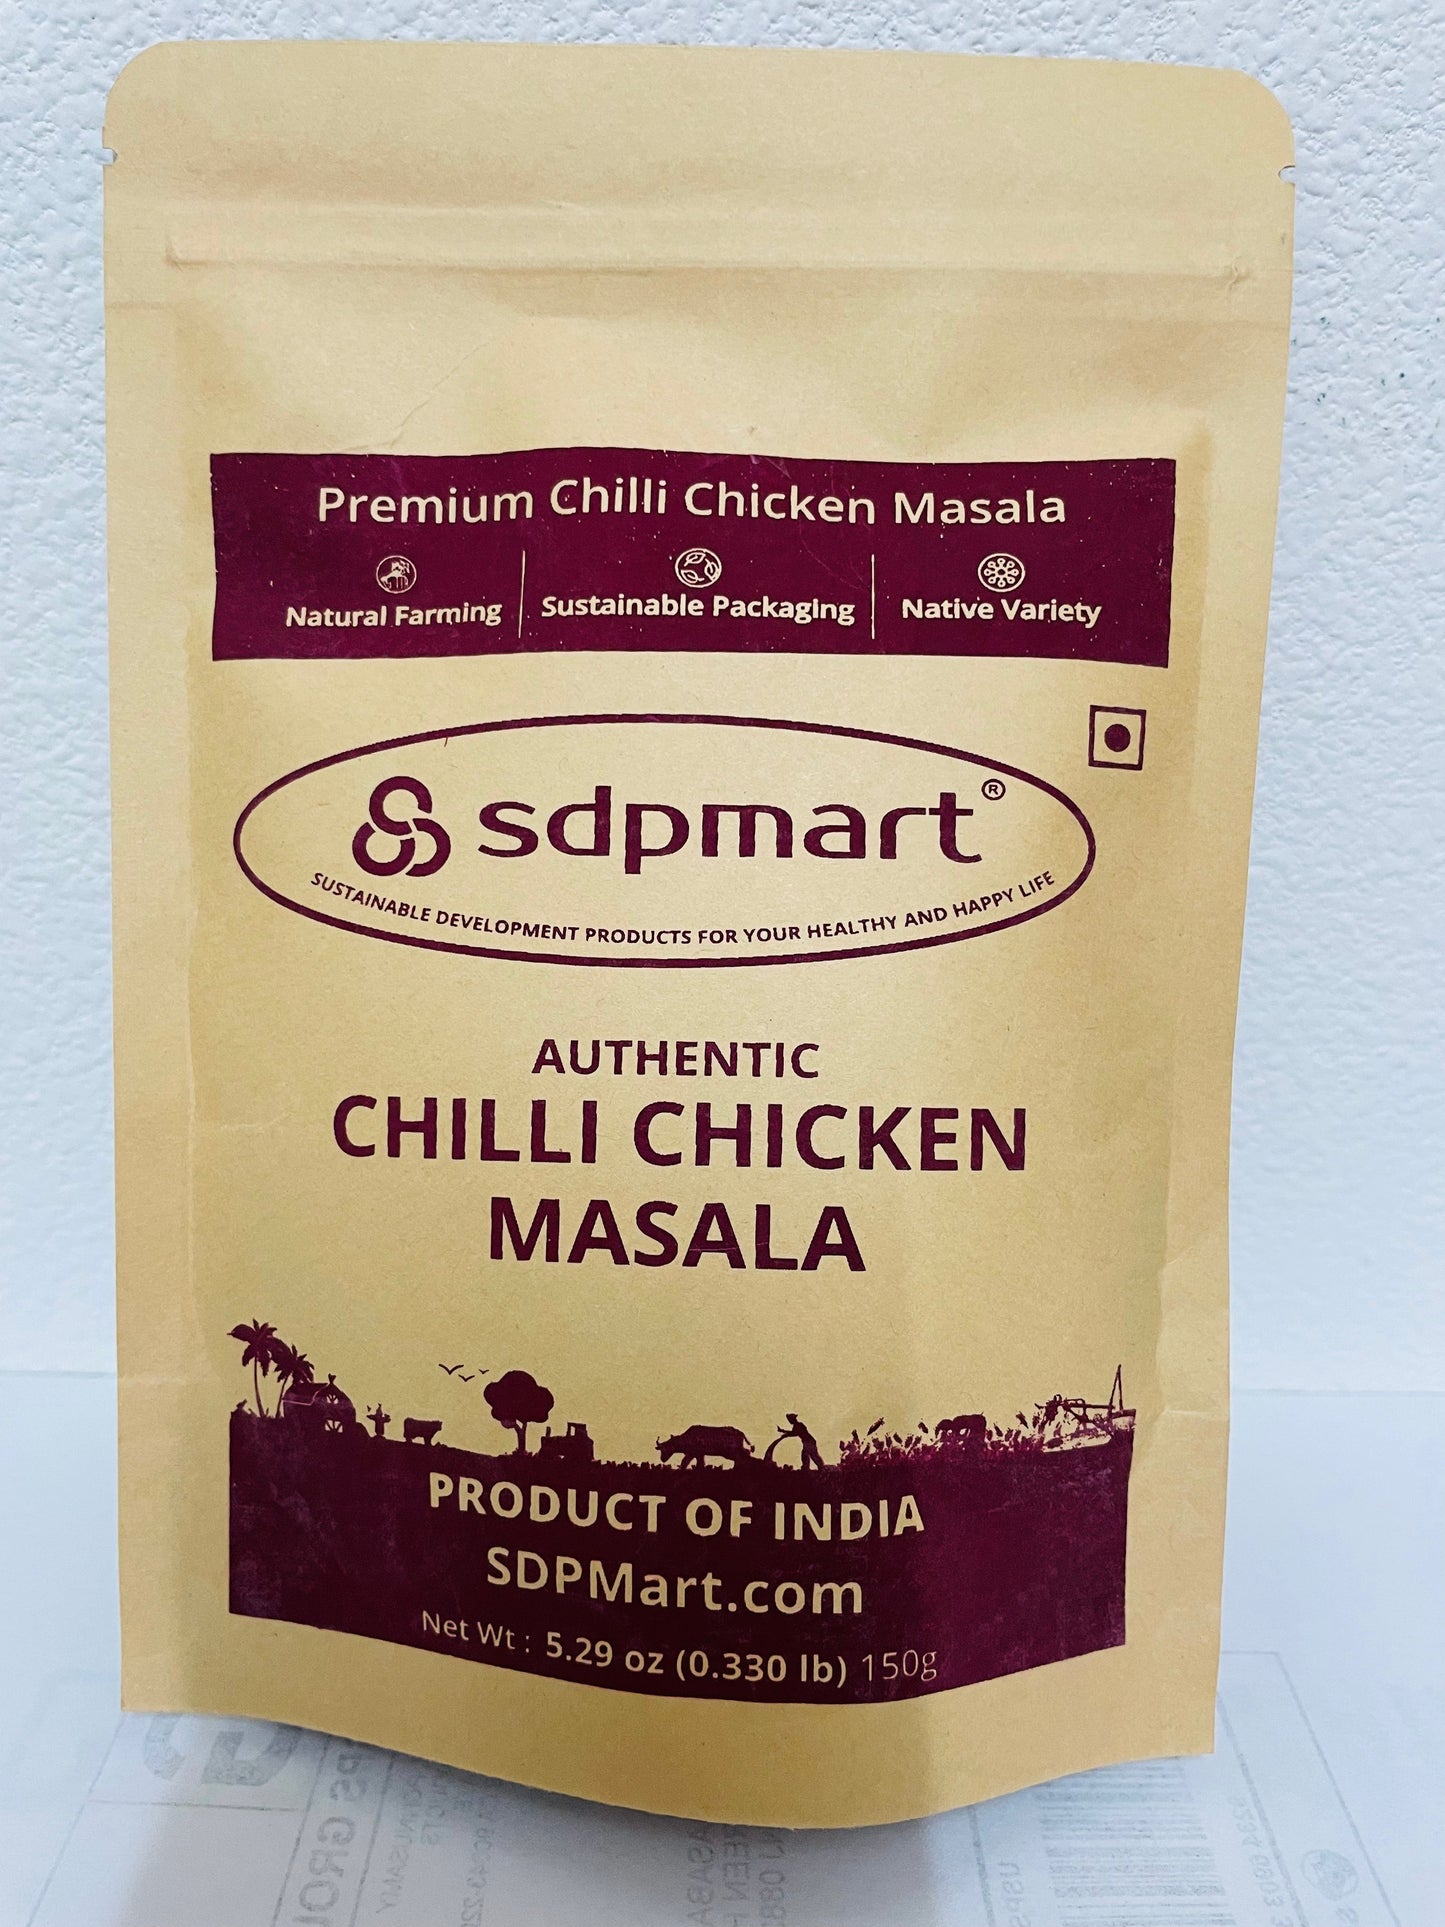 Premium Chilli Chicken Masala
Natural Farming
Sustainable Packaging
Native Variety
sdpmart®
SUSTAINABLE DEVELOPMENT PRODUCTS FOR YOUR HEALTHY AND HAPPY LIFE
AUTHENTIC
CHILLI CHICKEN
MASALA
PRODUCT OF INDIA
SDPMart.com
Net Wt : 5.29 oz (0.330 lb) 150g